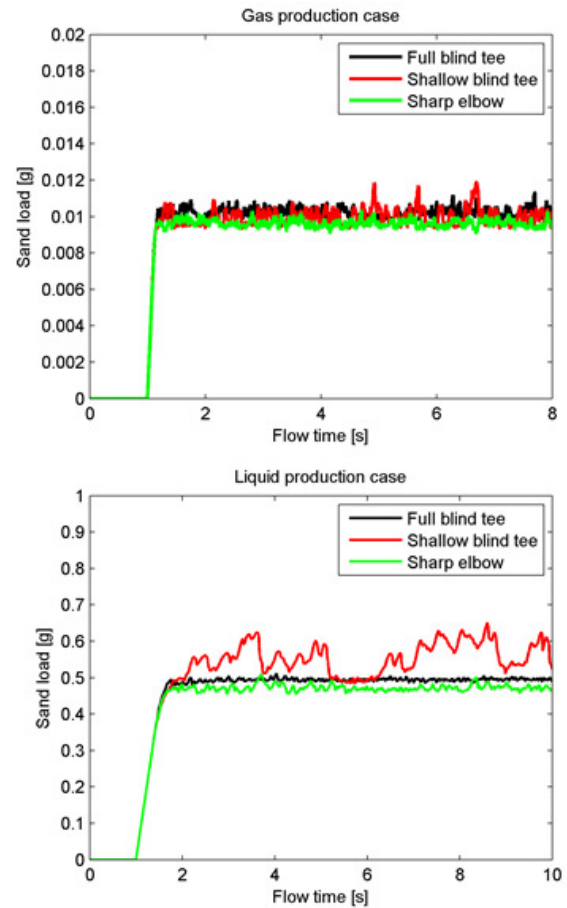 Gas production case
0.02
0.018
0.016
0.014
0.012
0.010
0.008
0.006
0.004
0.002
0
Sand load [g]
Full blind tee
Shallow blind tee
Sharp elbow
0 2 4 6 8
Flow time [s]
Liquid production case
1
0.9
0.8
0.7
0.6
0.5
0.4
0.3
0.2
0.1
0
Sand load [g]
Full blind tee
Shallow blind tee
Sharp elbow
0 2 4 6 8 10
Flow time [s]